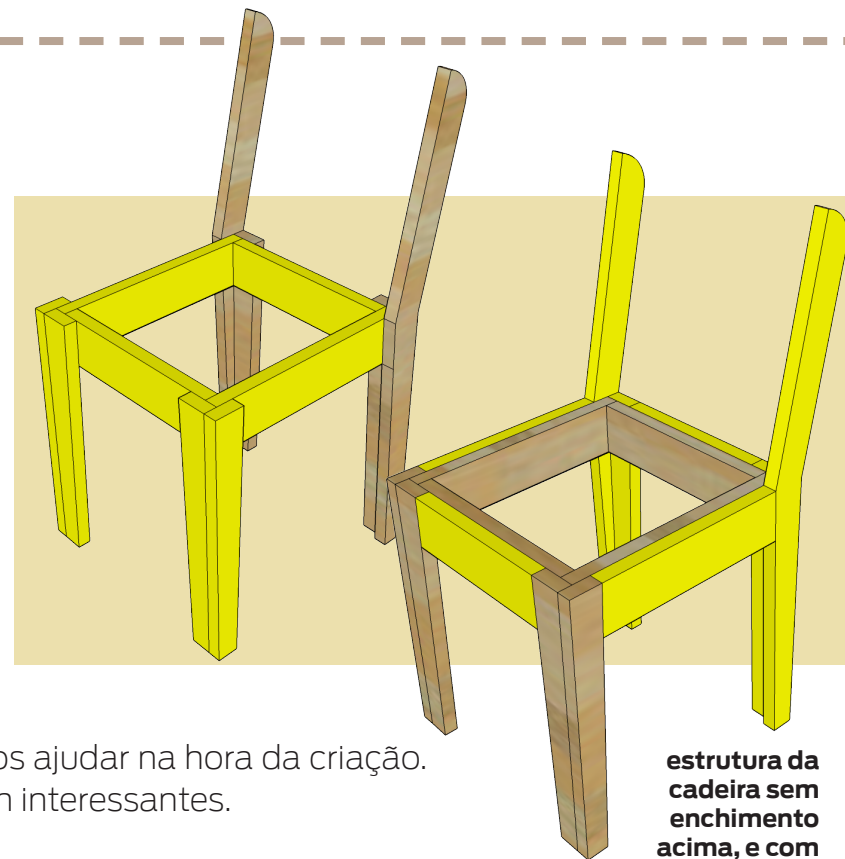 os ajudar na hora da criação.
interessantes.
estrutura da
cadeira sem
enchimento
acima, e com